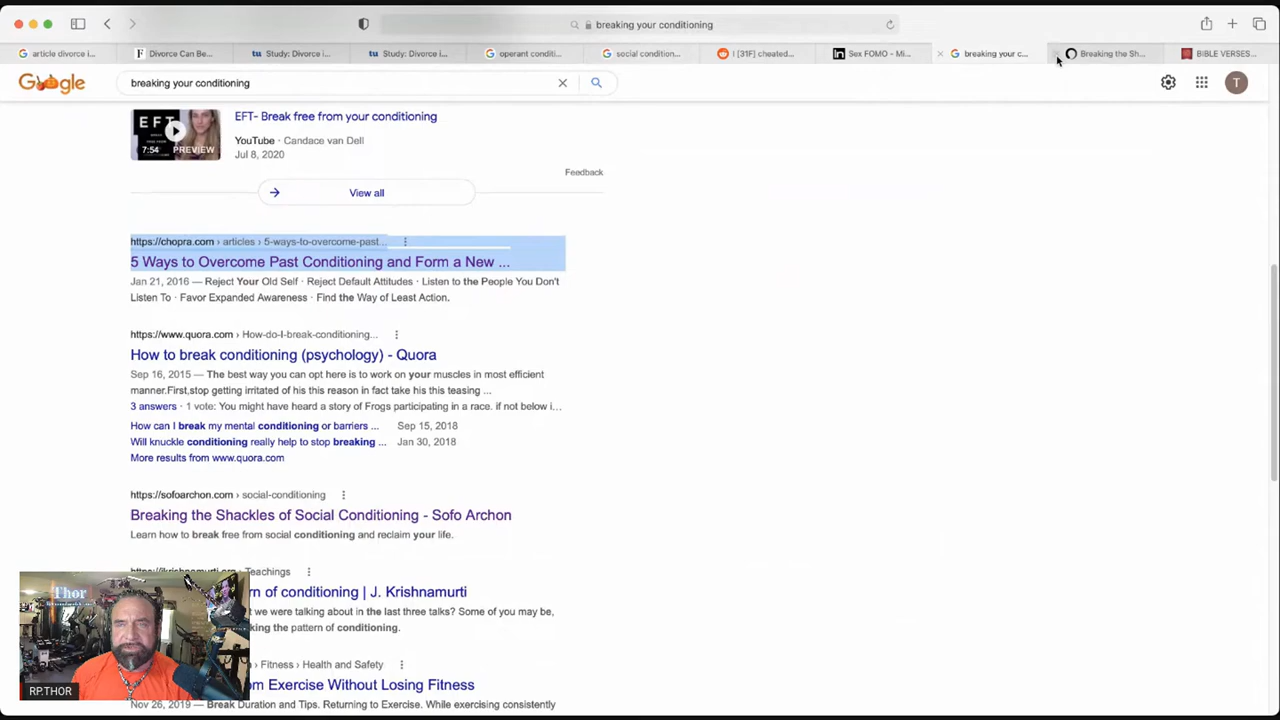 breaking your conditioning
article divorce i...
Divorce Can Be...
Study: Divorce i...
Study: Divorce i...
operant conditi...
social condition...
I [31F] cheated...
Sex FOMO - Mi...
breaking your c...
Breaking the Sh...
BIBLE VERSES...
Google
breaking your conditioning
T
EFT
7:54 PREVIEW
EFT- Break free from your conditioning
YouTube · Candace van Dell
Jul 8, 2020
Feedback
View all
https://chopra.com › articles › 5-ways-to-overcome-past...
5 Ways to Overcome Past Conditioning and Form a New ...
Jan 21, 2016 — Reject Your Old Self · Reject Default Attitudes · Listen to the People You Don't
Listen To · Favor Expanded Awareness · Find the Way of Least Action.
https://www.quora.com › How-do-I-break-conditioning...
How to break conditioning (psychology) - Quora
Sep 16, 2015 — The best way you can opt here is to work on your muscles in most efficient
manner.First,stop getting irritated of his this reason in fact take his this teasing ...
3 answers · 1 vote: You might have heard a story of Frogs participating in a race. if not below i...
How can I break my mental conditioning or barriers ... Sep 15, 2018
Will knuckle conditioning really help to stop breaking ... Jan 30, 2018
More results from www.quora.com
https://sofoarchon.com › social-conditioning
Breaking the Shackles of Social Conditioning - Sofo Archon
Learn how to break free from social conditioning and reclaim your life.
Teachings
rn of conditioning | J. Krishnamurti
t we were talking about in the last three talks? Some of you may be,
king the pattern of conditioning.
› Fitness › Health and Safety
om Exercise Without Losing Fitness
Nov 26, 2019 — Break Duration and Tips. Returning to Exercise. While exercising consistently
Thor
RP.THOR